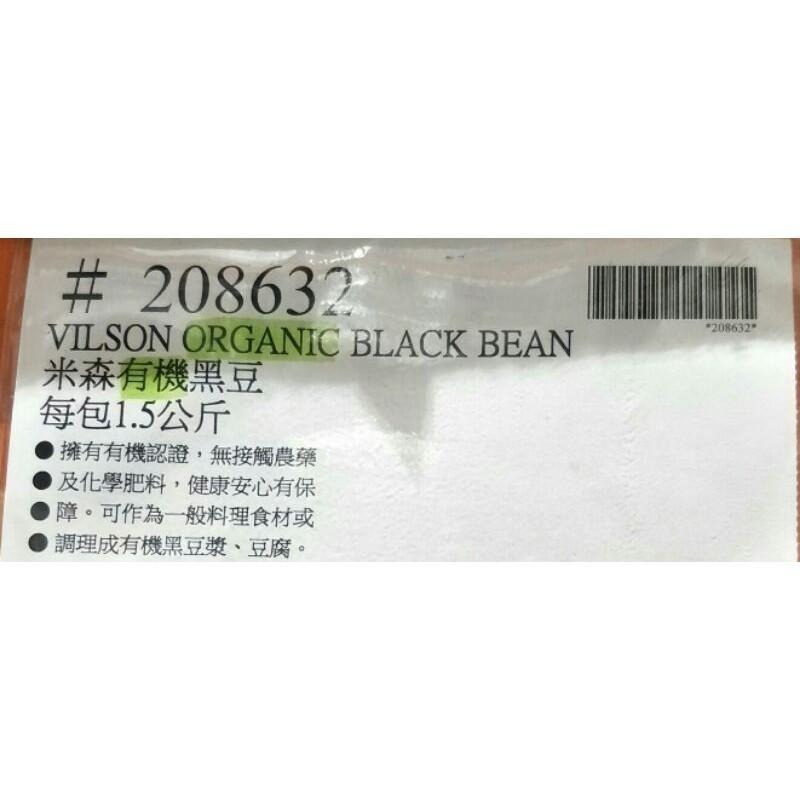 # 208632
*208632*
VILSON ORGANIC BLACK BEAN
米森有機黑豆
每包1.5公斤
●擁有有機認證，無接觸農藥
●及化學肥料，健康安心有保
●障。可作為一般料理食材或
●調理成有機黑豆漿、豆腐。